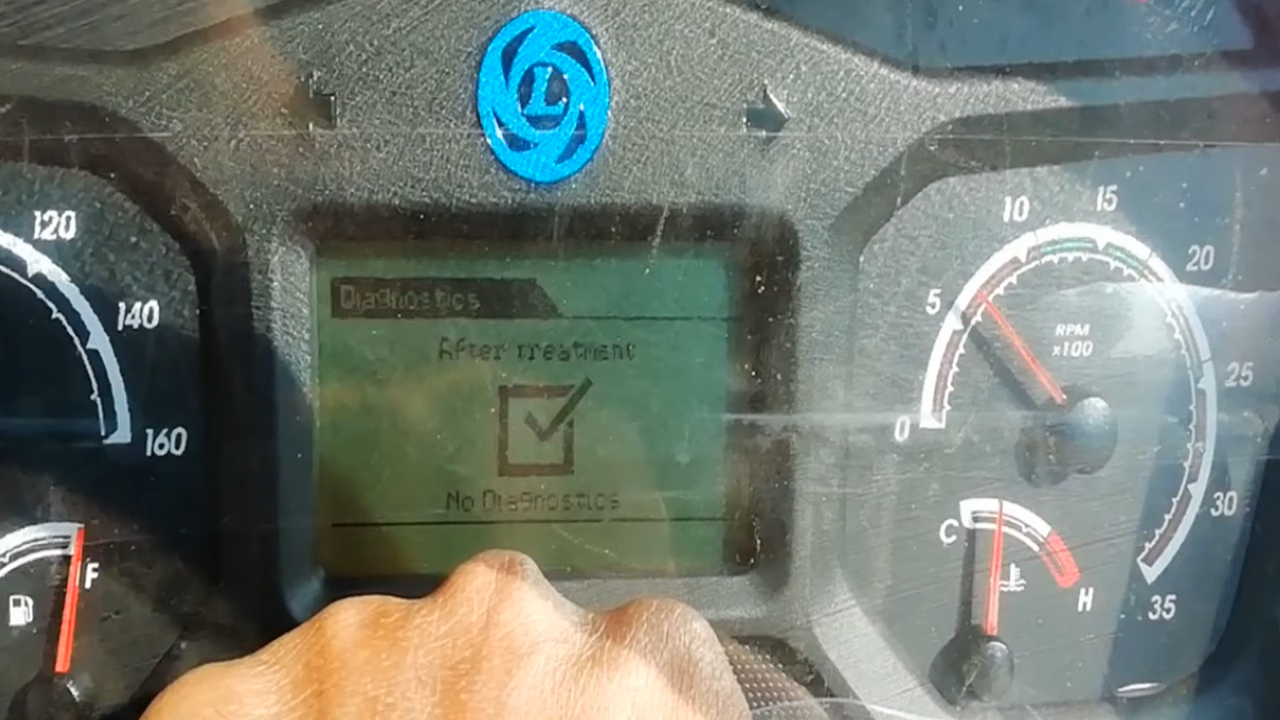 L
120
140
160
F
Diagnostics
After treatment
No Diagnostics
0
5
10
15
20
25
30
35
RPM
x100
C
H